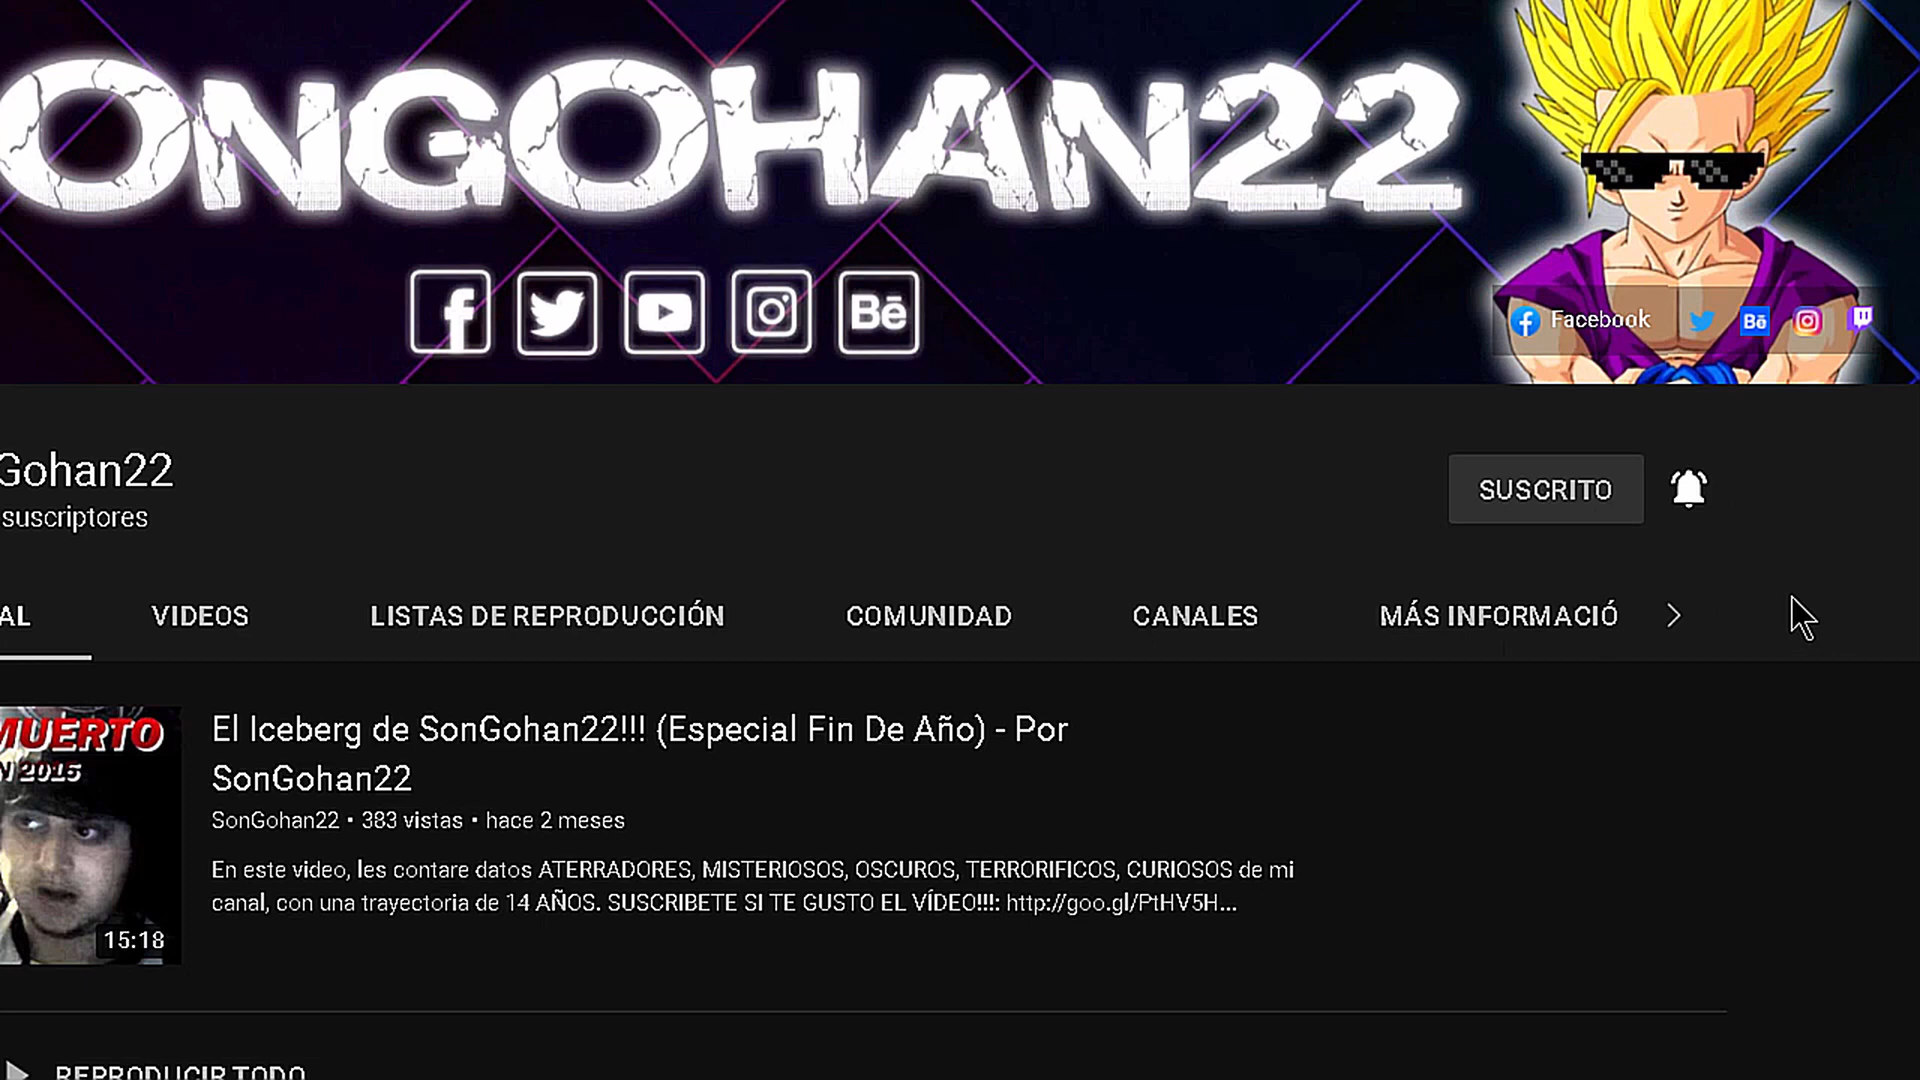 ONGOHAN22
Bē
Facebook
Bē
Gohan22
suscriptores
SUSCRITO
AL
VIDEOS
LISTAS DE REPRODUCCIÓN
COMUNIDAD
CANALES
MÁS INFORMACIÓ
MUERTO
N 2015
15:18
El Iceberg de SonGohan22!!! (Especial Fin De Año) - Por
SonGohan22
SonGohan22 • 383 vistas • hace 2 meses
En este video, les contare datos ATERRADORES, MISTERIOSOS, OSCUROS, TERRORIFICOS, CURIOSOS de mi
canal, con una trayectoria de 14 AÑOS. SUSCRIBETE SI TE GUSTO EL VÍDEO!!!: http://goo.gl/PtHV5H...
REPRODUCIR TODO